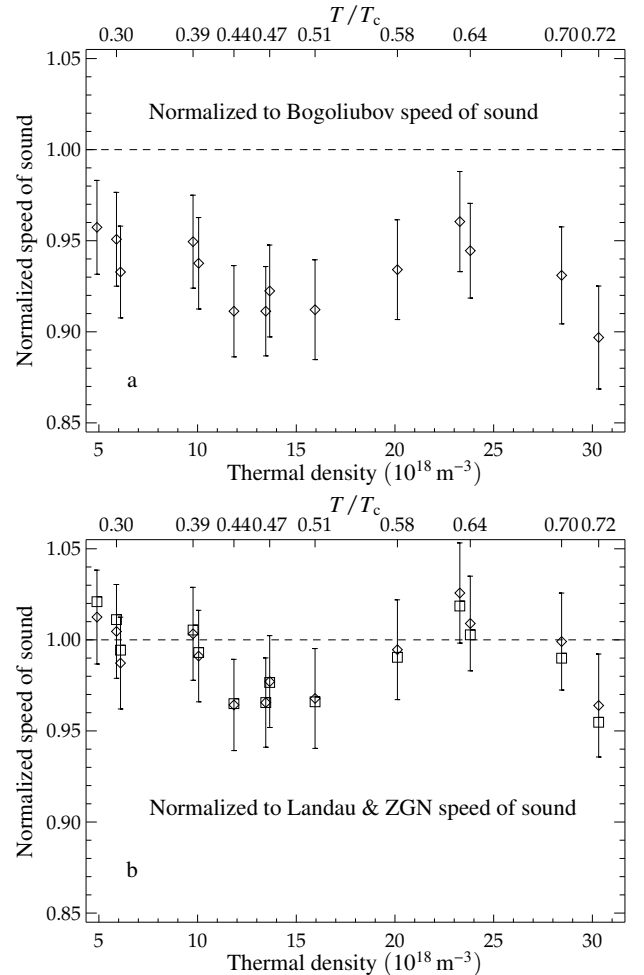 T/Tc
0.30 0.39 0.44 0.47 0.51 0.58 0.64 0.70 0.72
1.05
Normalized to Bogoliubov speed of sound
1.00
0.95
0.90
a
0.85
Normalized speed of sound
5 10 15 20 25 30
Thermal density (10¹⁸ m⁻³)
T/Tc
0.30 0.39 0.44 0.47 0.51 0.58 0.64 0.70 0.72
1.05
1.00
0.95
0.90
Normalized to Landau & ZGN speed of sound
b
0.85
Normalized speed of sound
5 10 15 20 25 30
Thermal density (10¹⁸ m⁻³)